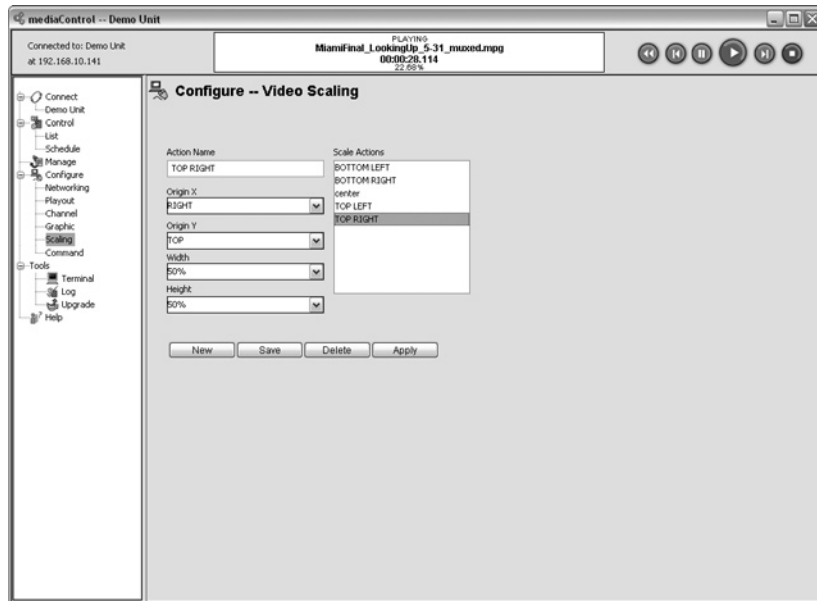 mediaControl -- Demo Unit
Connected to: Demo Unit
at 192.168.10.141
PLAYING
MiamiFinal_LookingUp_5-31_muxed.mpg
00:00:28.114
22.68%
Connect
Demo Unit
Control
List
Schedule
Manage
Configure
Networking
Playout
Channel
Graphic
Scaling
Command
Tools
Terminal
Log
Upgrade
Help
Configure -- Video Scaling
Action Name
TOP RIGHT
Origin X
RIGHT
Origin Y
TOP
Width
50%
Height
50%
Scale Actions
BOTTOM LEFT
BOTTOM RIGHT
center
TOP LEFT
TOP RIGHT
New Save Delete Apply